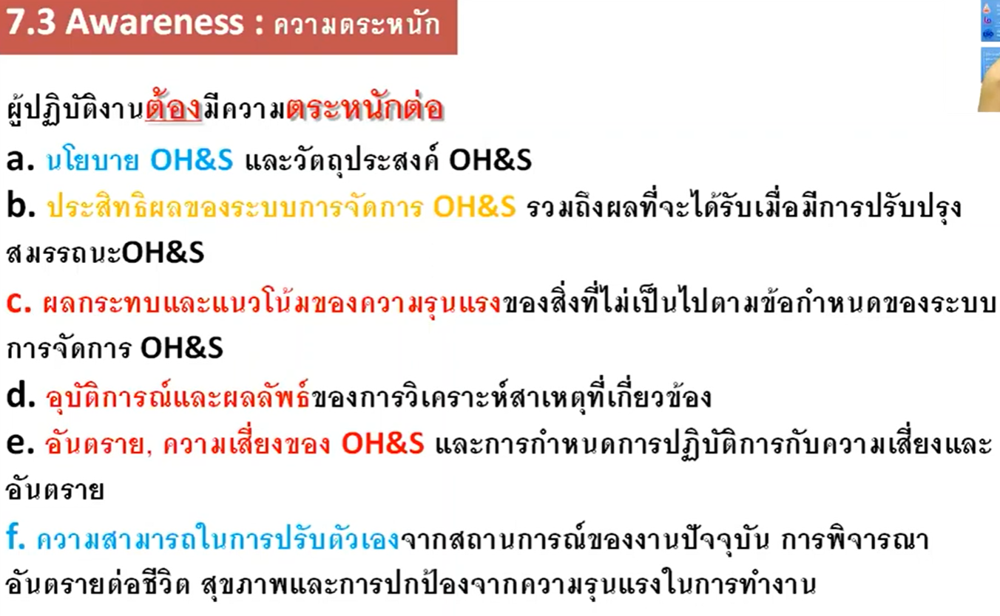 7.3 Awareness : ความตระหนัก
ผู้ปฏิบัติงานต้องมีความตระหนักต่อ
a. นโยบาย OH&S และวัตถุประสงค์ OH&S
b. ประสิทธิผลของระบบการจัดการ OH&S รวมถึงผลที่จะได้รับเมื่อมีการปรับปรุง
สมรรถนะOH&S
c. ผลกระทบและแนวโน้มของความรุนแรงของสิ่งที่ไม่เป็นไปตามข้อกำหนดของระบบ
การจัดการ OH&S
d. อุบัติการณ์และผลลัพธ์ของการวิเคราะห์สาเหตุที่เกี่ยวข้อง
e. อันตราย, ความเสี่ยงของ OH&S และการกำหนดการปฏิบัติการกับความเสี่ยงและ
อันตราย
f. ความสามารถในการปรับตัวเองจากสถานการณ์ของงานปัจจุบัน การพิจารณา
อันตรายต่อชีวิต สุขภาพและการปกป้องจากความรุนแรงในการทำงาน